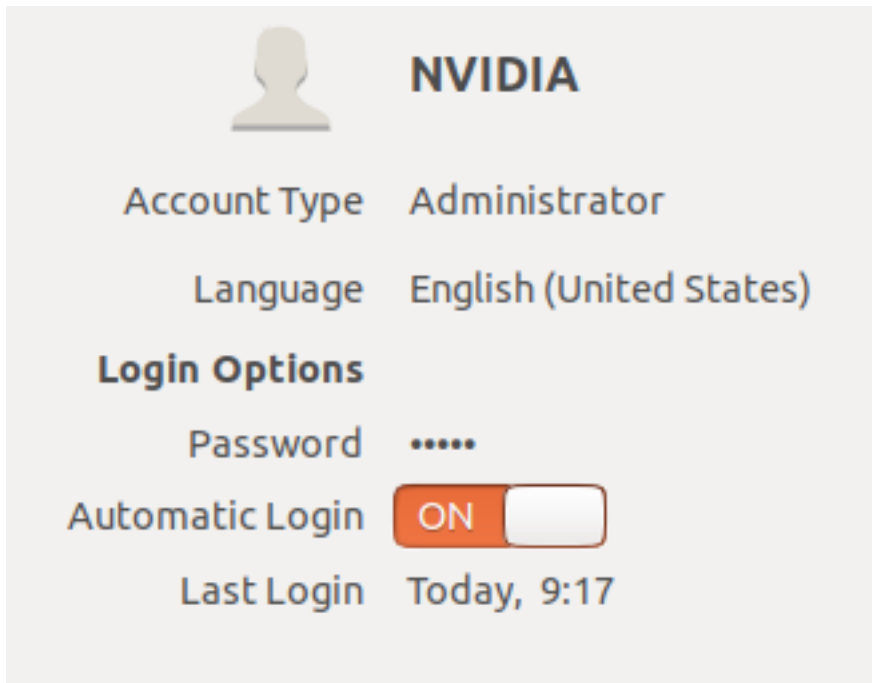 NVIDIA
Account Type Administrator
Language English (United States)
Login Options
Password •••••
Automatic Login ON
Last Login Today, 9:17